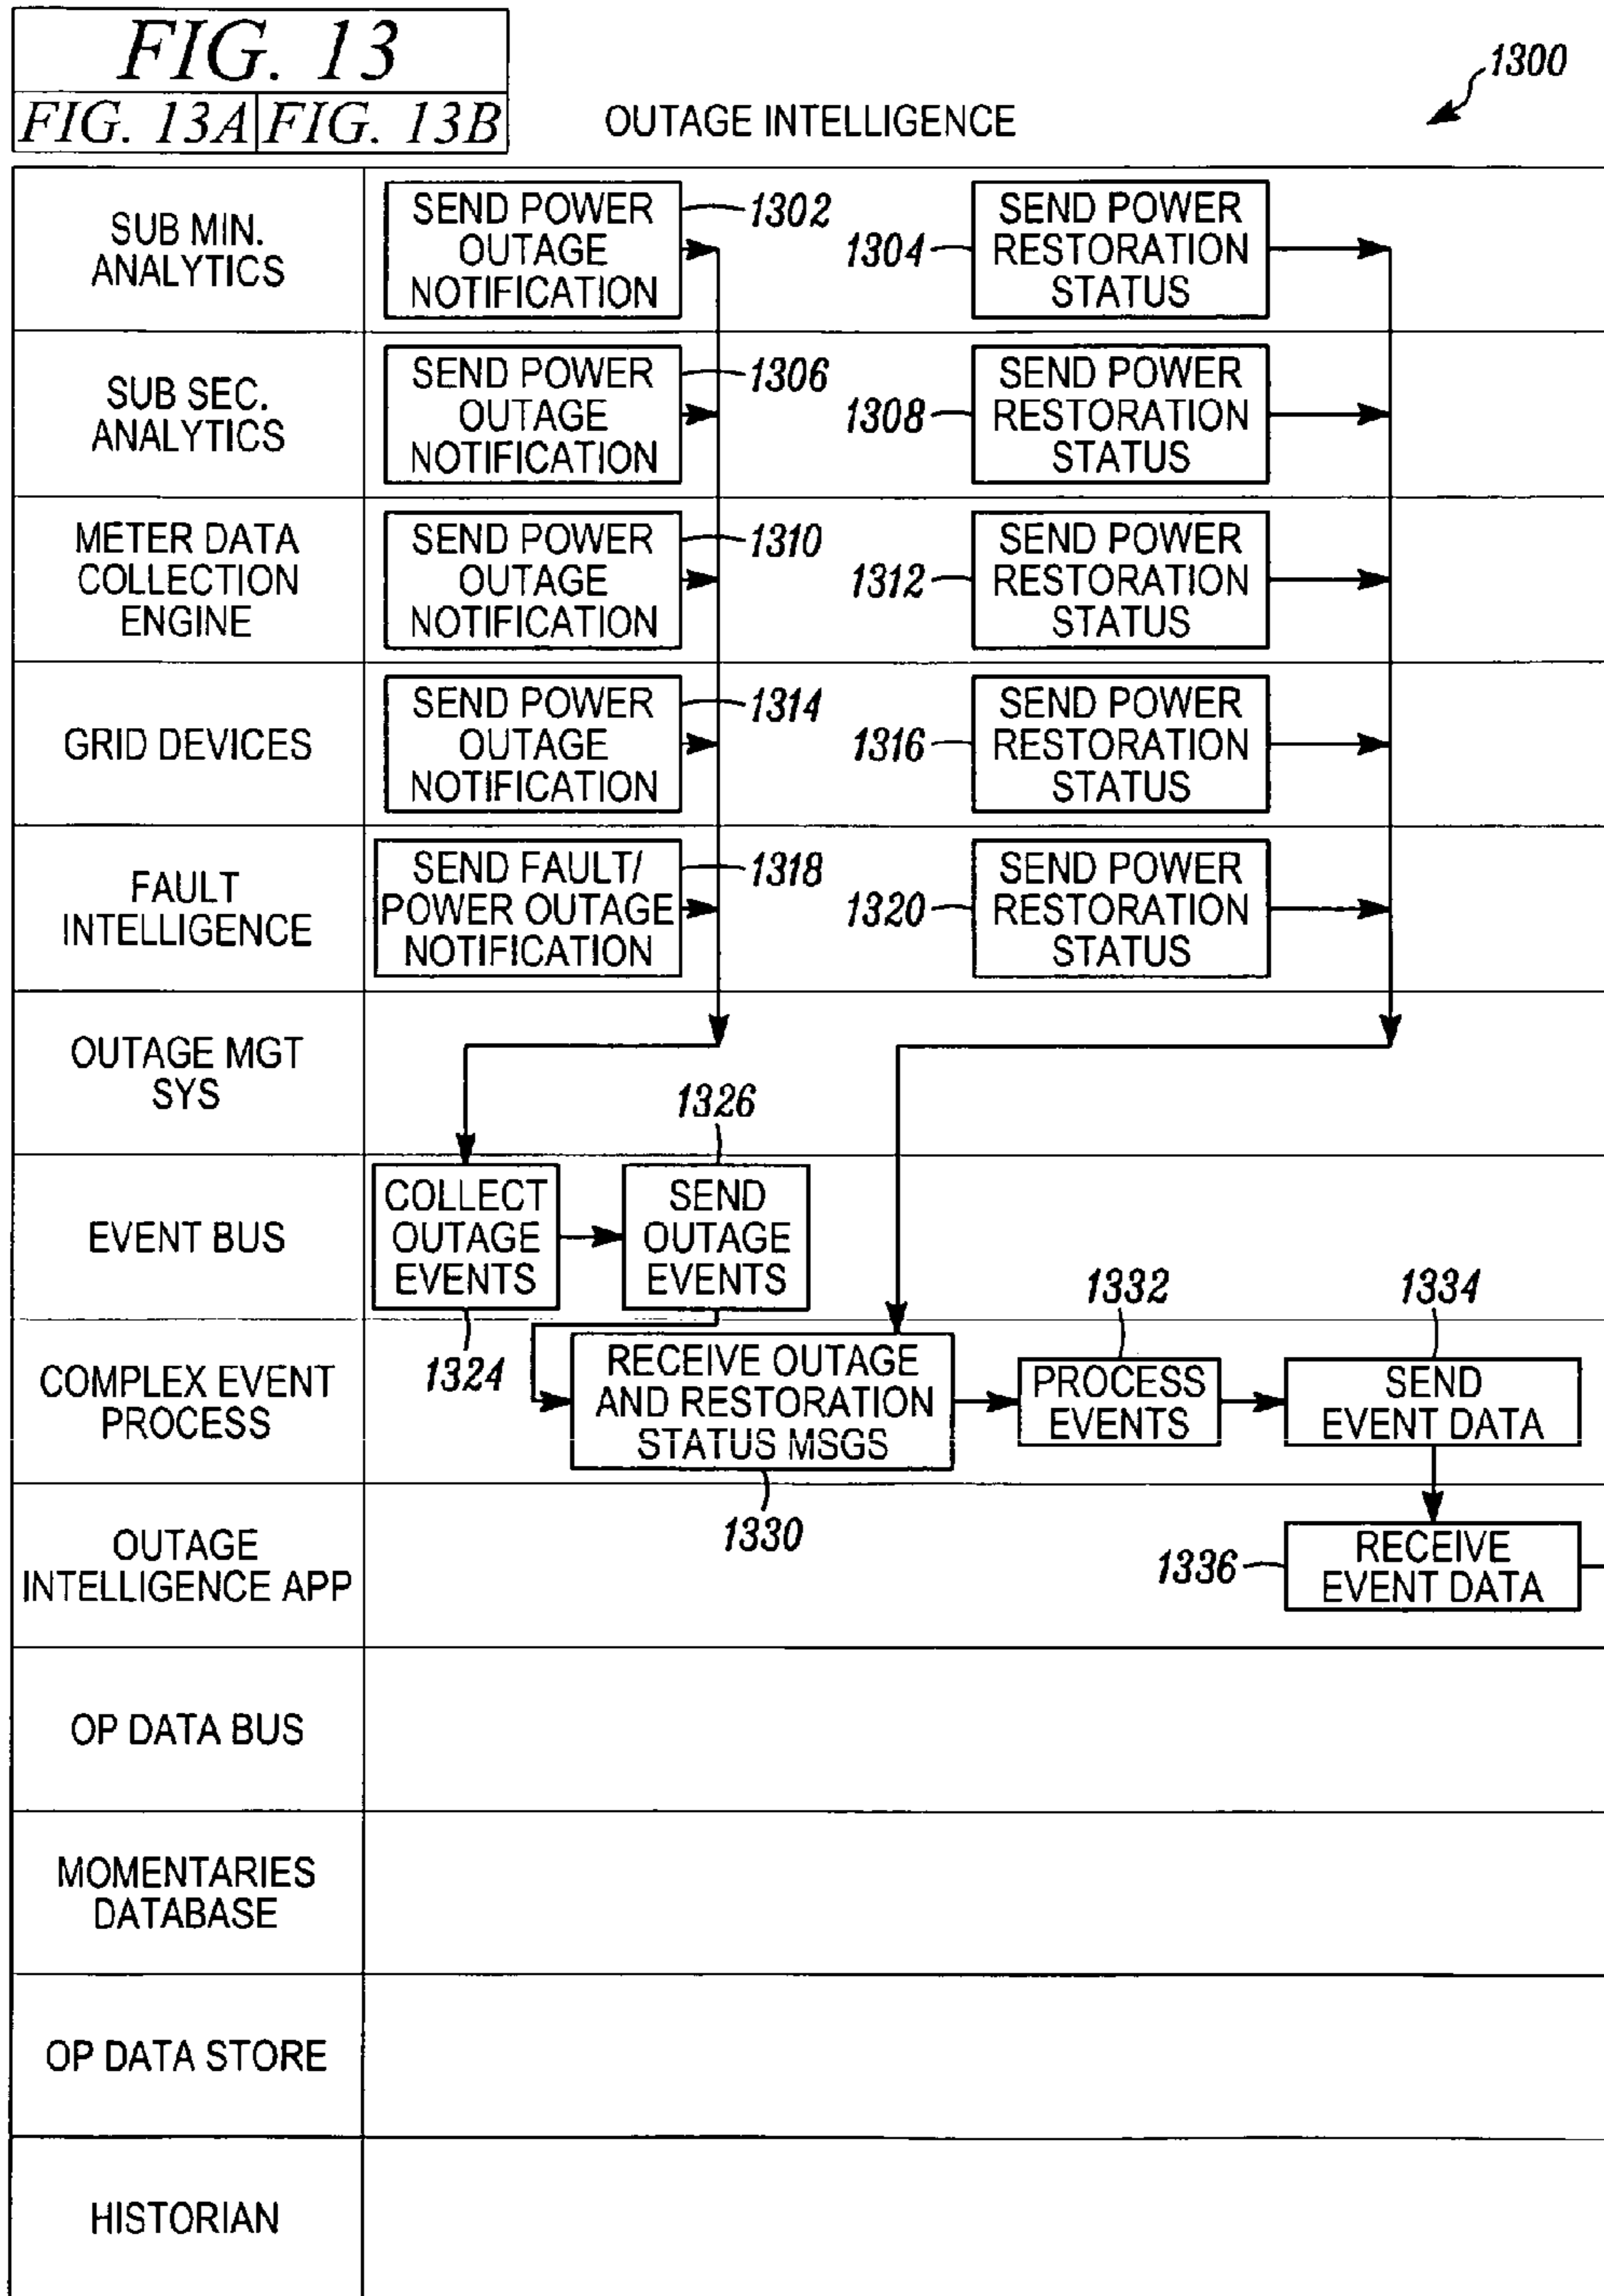 FIG. 13
FIG. 13A FIG. 13B
OUTAGE INTELLIGENCE
1300
SUB MIN.
ANALYTICS
SEND POWER
OUTAGE
NOTIFICATION
1302
1304
SEND POWER
RESTORATION
STATUS
SUB SEC.
ANALYTICS
SEND POWER
OUTAGE
NOTIFICATION
1306
1308
SEND POWER
RESTORATION
STATUS
METER DATA
COLLECTION
ENGINE
SEND POWER
OUTAGE
NOTIFICATION
1310
1312
SEND POWER
RESTORATION
STATUS
GRID DEVICES
SEND POWER
OUTAGE
NOTIFICATION
1314
1316
SEND POWER
RESTORATION
STATUS
FAULT
INTELLIGENCE
SEND FAULT/
POWER OUTAGE
NOTIFICATION
1318
1320
SEND POWER
RESTORATION
STATUS
OUTAGE MGT
SYS
1326
EVENT BUS
COLLECT
OUTAGE
EVENTS
SEND
OUTAGE
EVENTS
1324
1332
1334
COMPLEX EVENT
PROCESS
RECEIVE OUTAGE
AND RESTORATION
STATUS MSGS
PROCESS
EVENTS
SEND
EVENT DATA
1330
OUTAGE
INTELLIGENCE APP
1336
RECEIVE
EVENT DATA
OP DATA BUS
MOMENTARIES
DATABASE
OP DATA STORE
HISTORIAN